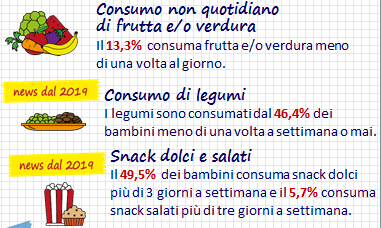 Consumo non quotidiano
di frutta e/o verdura
Il 13,3% consuma frutta e/o verdura meno
di una volta al giorno.
news dal 2019
Consumo di legumi
I legumi sono consumati dal 46,4% dei
bambini meno di una volta a settimana o mai.
news dal 2019
Snack dolci e salati
Il 49,5% dei bambini consuma snack dolci
più di 3 giorni a settimana e il 5,7% consuma
snack salati più di tre giorni a settimana.